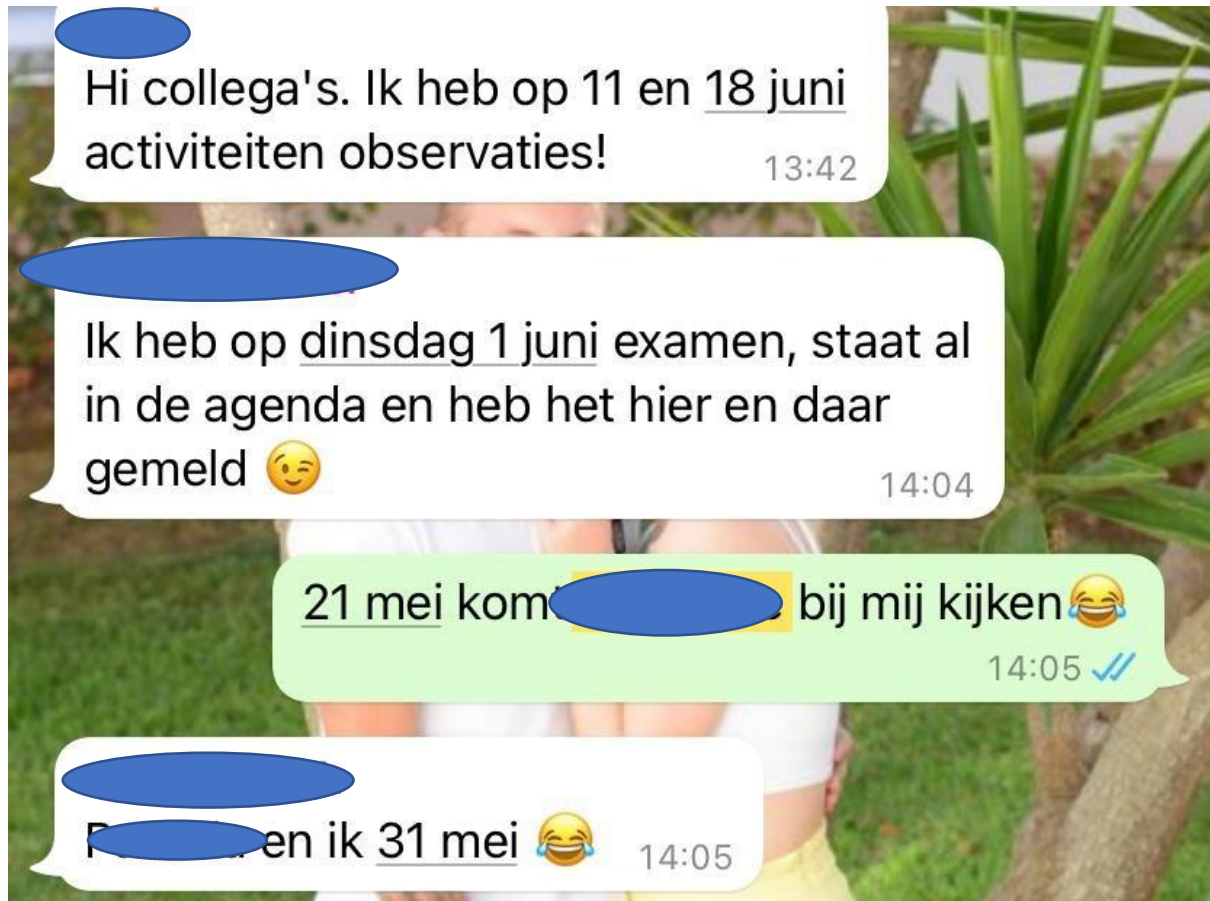 Hi collega's. Ik heb op 11 en 18 juni
activiteiten observaties!
13:42
Ik heb op dinsdag 1 juni examen, staat al
in de agenda en heb het hier en daar
gemeld 😉
14:04
21 mei bij mij kijken😂
14:05
en ik 31 mei 😂
14:05